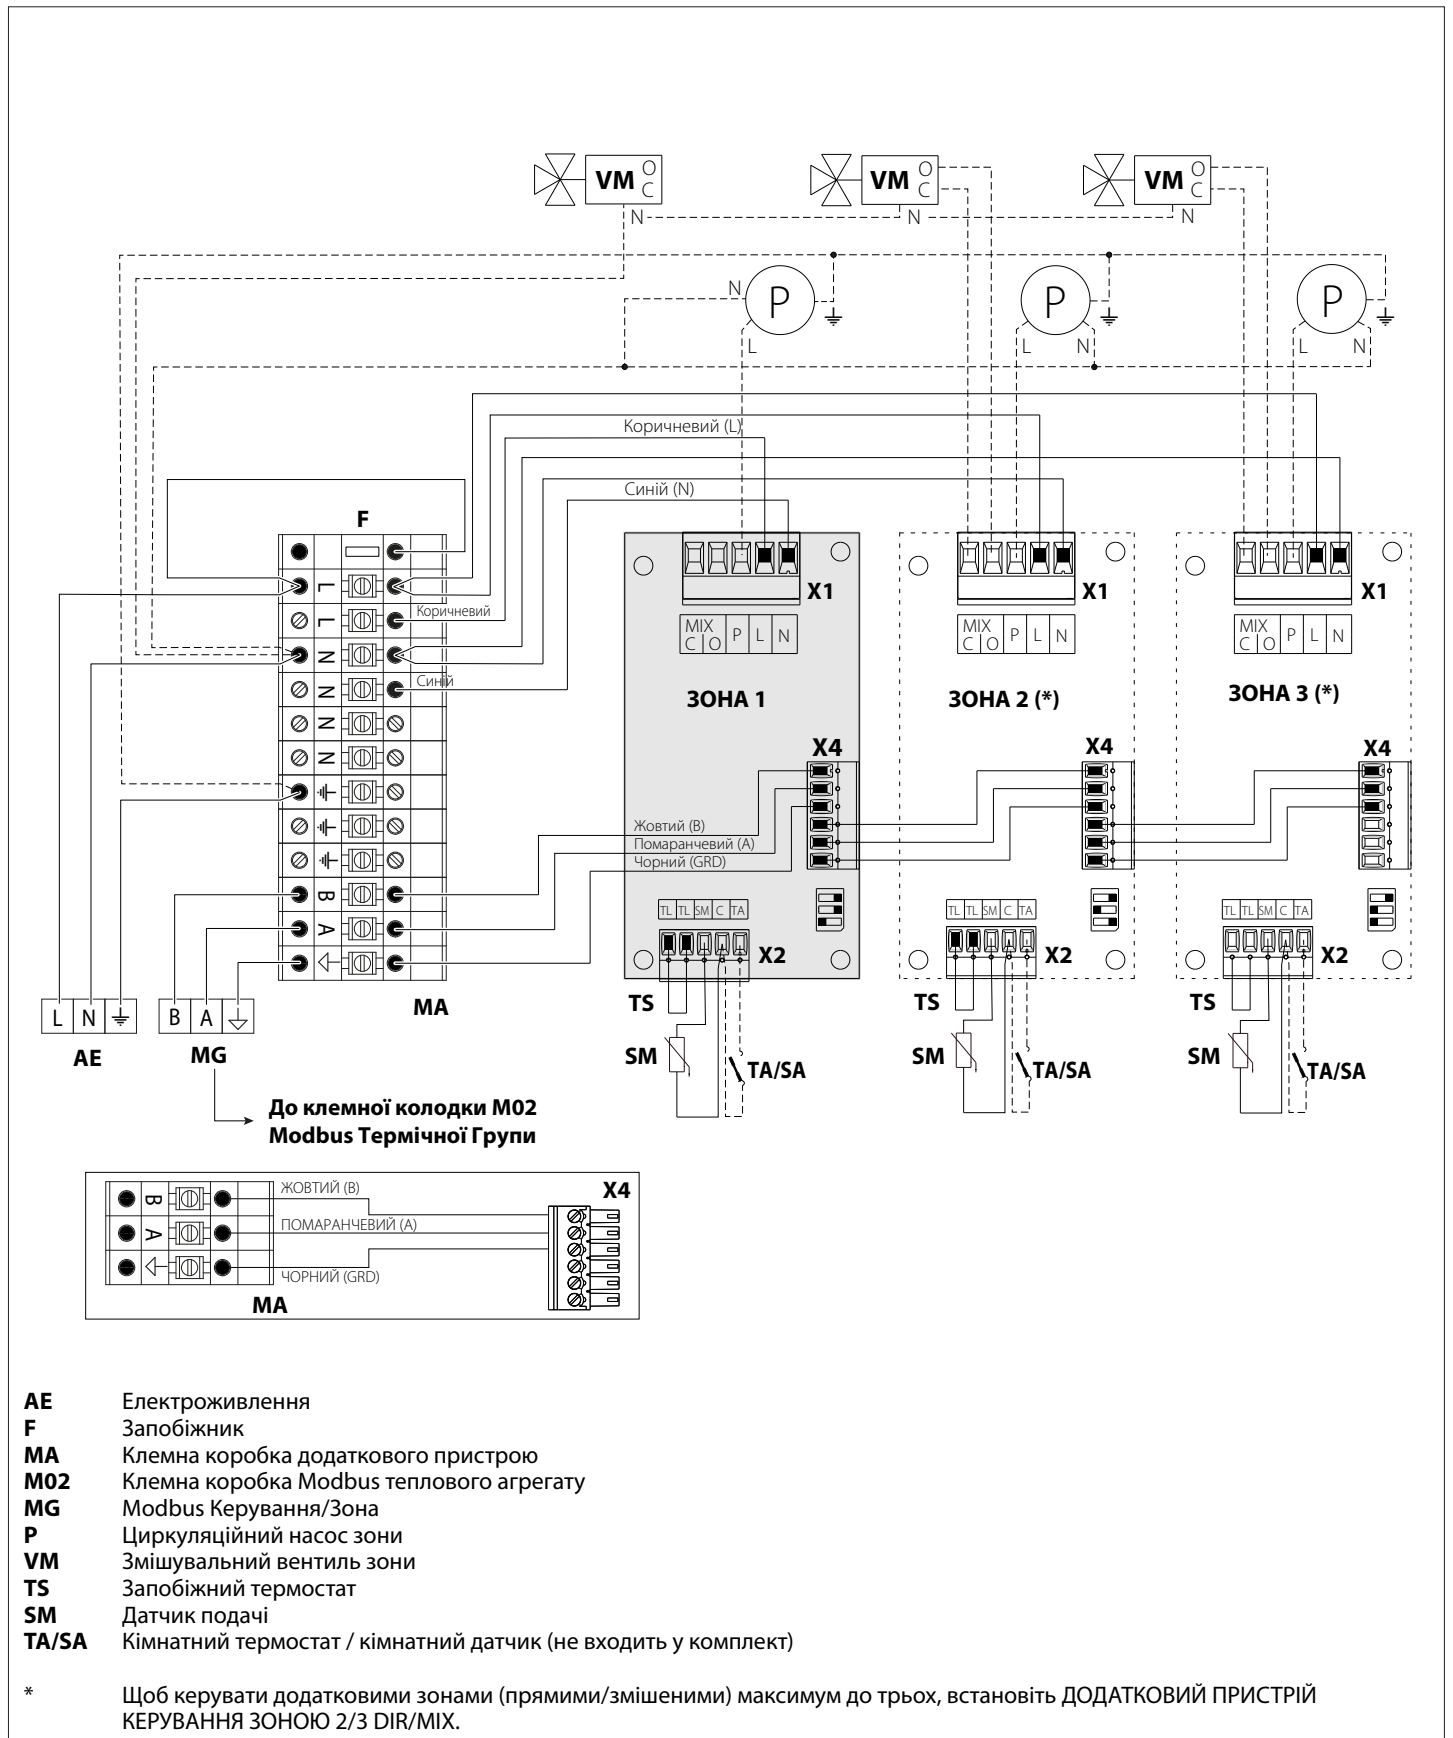 VM O C
VM O C
VM O C
N
N
N
N
P
P
P
L
L
N
L
N
Коричневий (L)
Синій (N)
F
L
L
Коричневий
N
N
Синій
N
N
B
A
MA
X1
X1
X1
MIX C O P L N
MIX C O P L N
MIX C O P L N
ЗОНА 1
ЗОНА 2 (*)
ЗОНА 3 (*)
X4
X4
X4
Жовтий (B)
Помаранчевий (A)
Чорний (GRD)
TL TL SM C TA
TL TL SM C TA
TL TL SM C TA
X2
X2
X2
TS
TS
TS
SM
SM
SM
TA/SA
TA/SA
TA/SA
L N
B A
AE
MG
До клемної колодки M02
Modbus Термічної Групи
B
A
ЖОВТИЙ (B)
ПОМАРАНЧЕВИЙ (A)
ЧОРНИЙ (GRD)
X4
MA
AE Електроживлення
F Запобіжник
MA Клемна коробка додаткового пристрою
M02 Клемна коробка Modbus теплового агрегату
MG Modbus Керування/Зона
P Циркуляційний насос зони
VM Змішувальний вентиль зони
TS Запобіжний термостат
SM Датчик подачі
TA/SA Кімнатний термостат / кімнатний датчик (не входить у комплект)
* Щоб керувати додатковими зонами (прямими/змішеними) максимум до трьох, встановіть ДОДАТКОВИЙ ПРИСТРІЙ
КЕРУВАННЯ ЗОНОЮ 2/3 DIR/MIX.